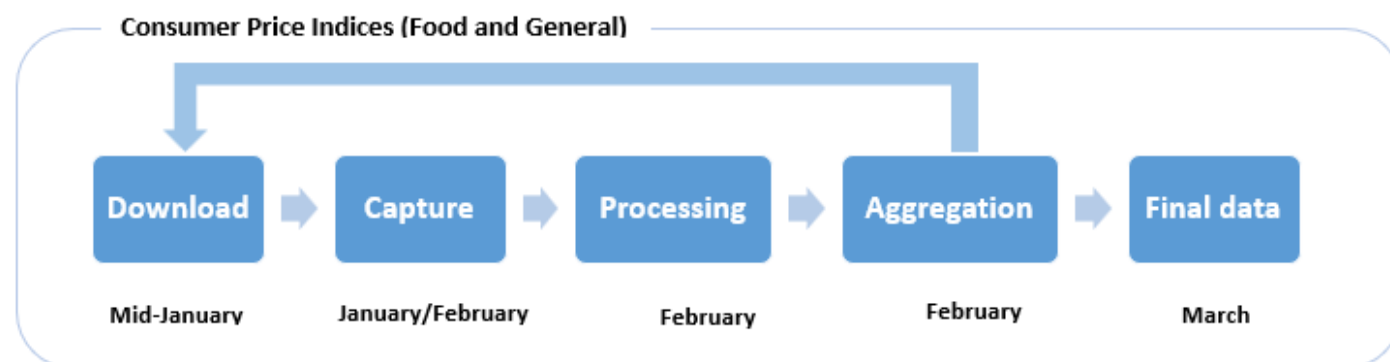 Consumer Price Indices (Food and General)
Download
Capture
Processing
Aggregation
Final data
Mid-January
January/February
February
February
March